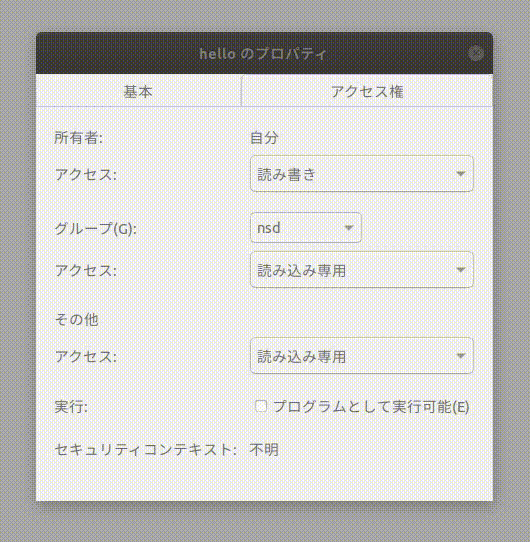 hello のプロパティ
基本 アクセス権
所有者: 自分
アクセス: 読み書き
グループ(G): nsd
アクセス: 読み込み専用
その他
アクセス: 読み込み専用
実行: プログラムとして実行可能(E)
セキュリティコンテキスト: 不明